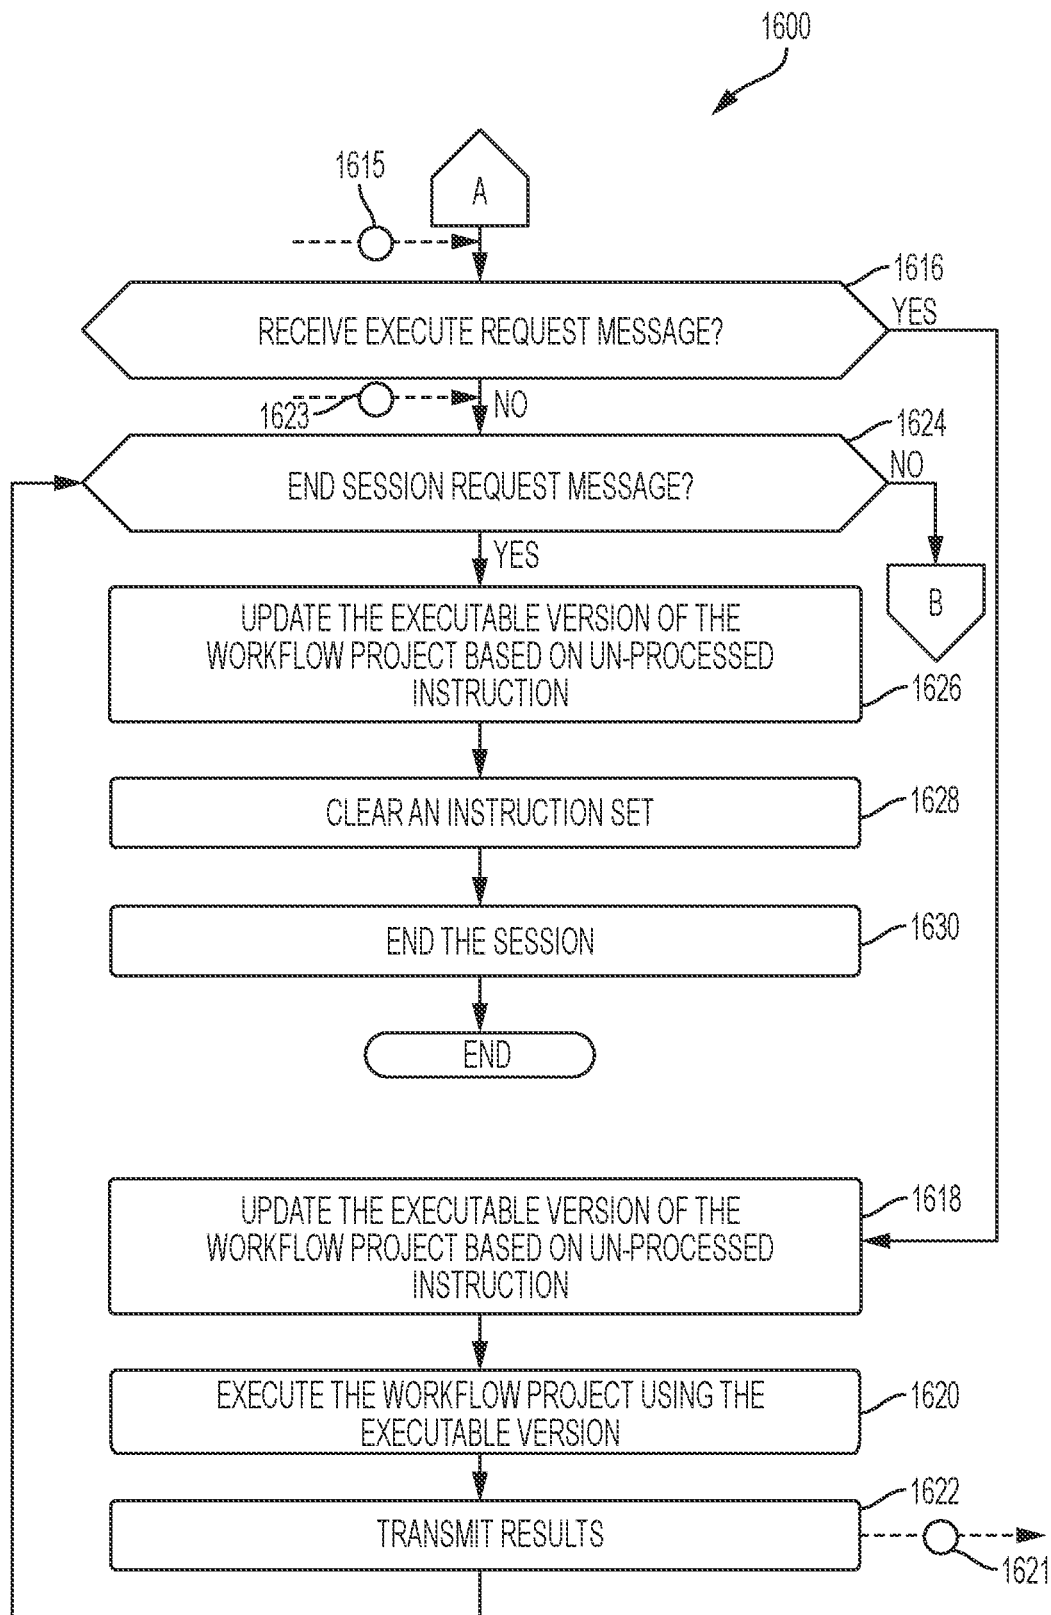 1600
1615
A
1616
RECEIVE EXECUTE REQUEST MESSAGE?
YES
1623
NO
1624
END SESSION REQUEST MESSAGE?
NO
YES
B
UPDATE THE EXECUTABLE VERSION OF THE
WORKFLOW PROJECT BASED ON UN-PROCESSED
INSTRUCTION
1626
CLEAR AN INSTRUCTION SET
1628
END THE SESSION
1630
END
UPDATE THE EXECUTABLE VERSION OF THE
WORKFLOW PROJECT BASED ON UN-PROCESSED
INSTRUCTION
1618
EXECUTE THE WORKFLOW PROJECT USING THE
EXECUTABLE VERSION
1620
TRANSMIT RESULTS
1622
1621